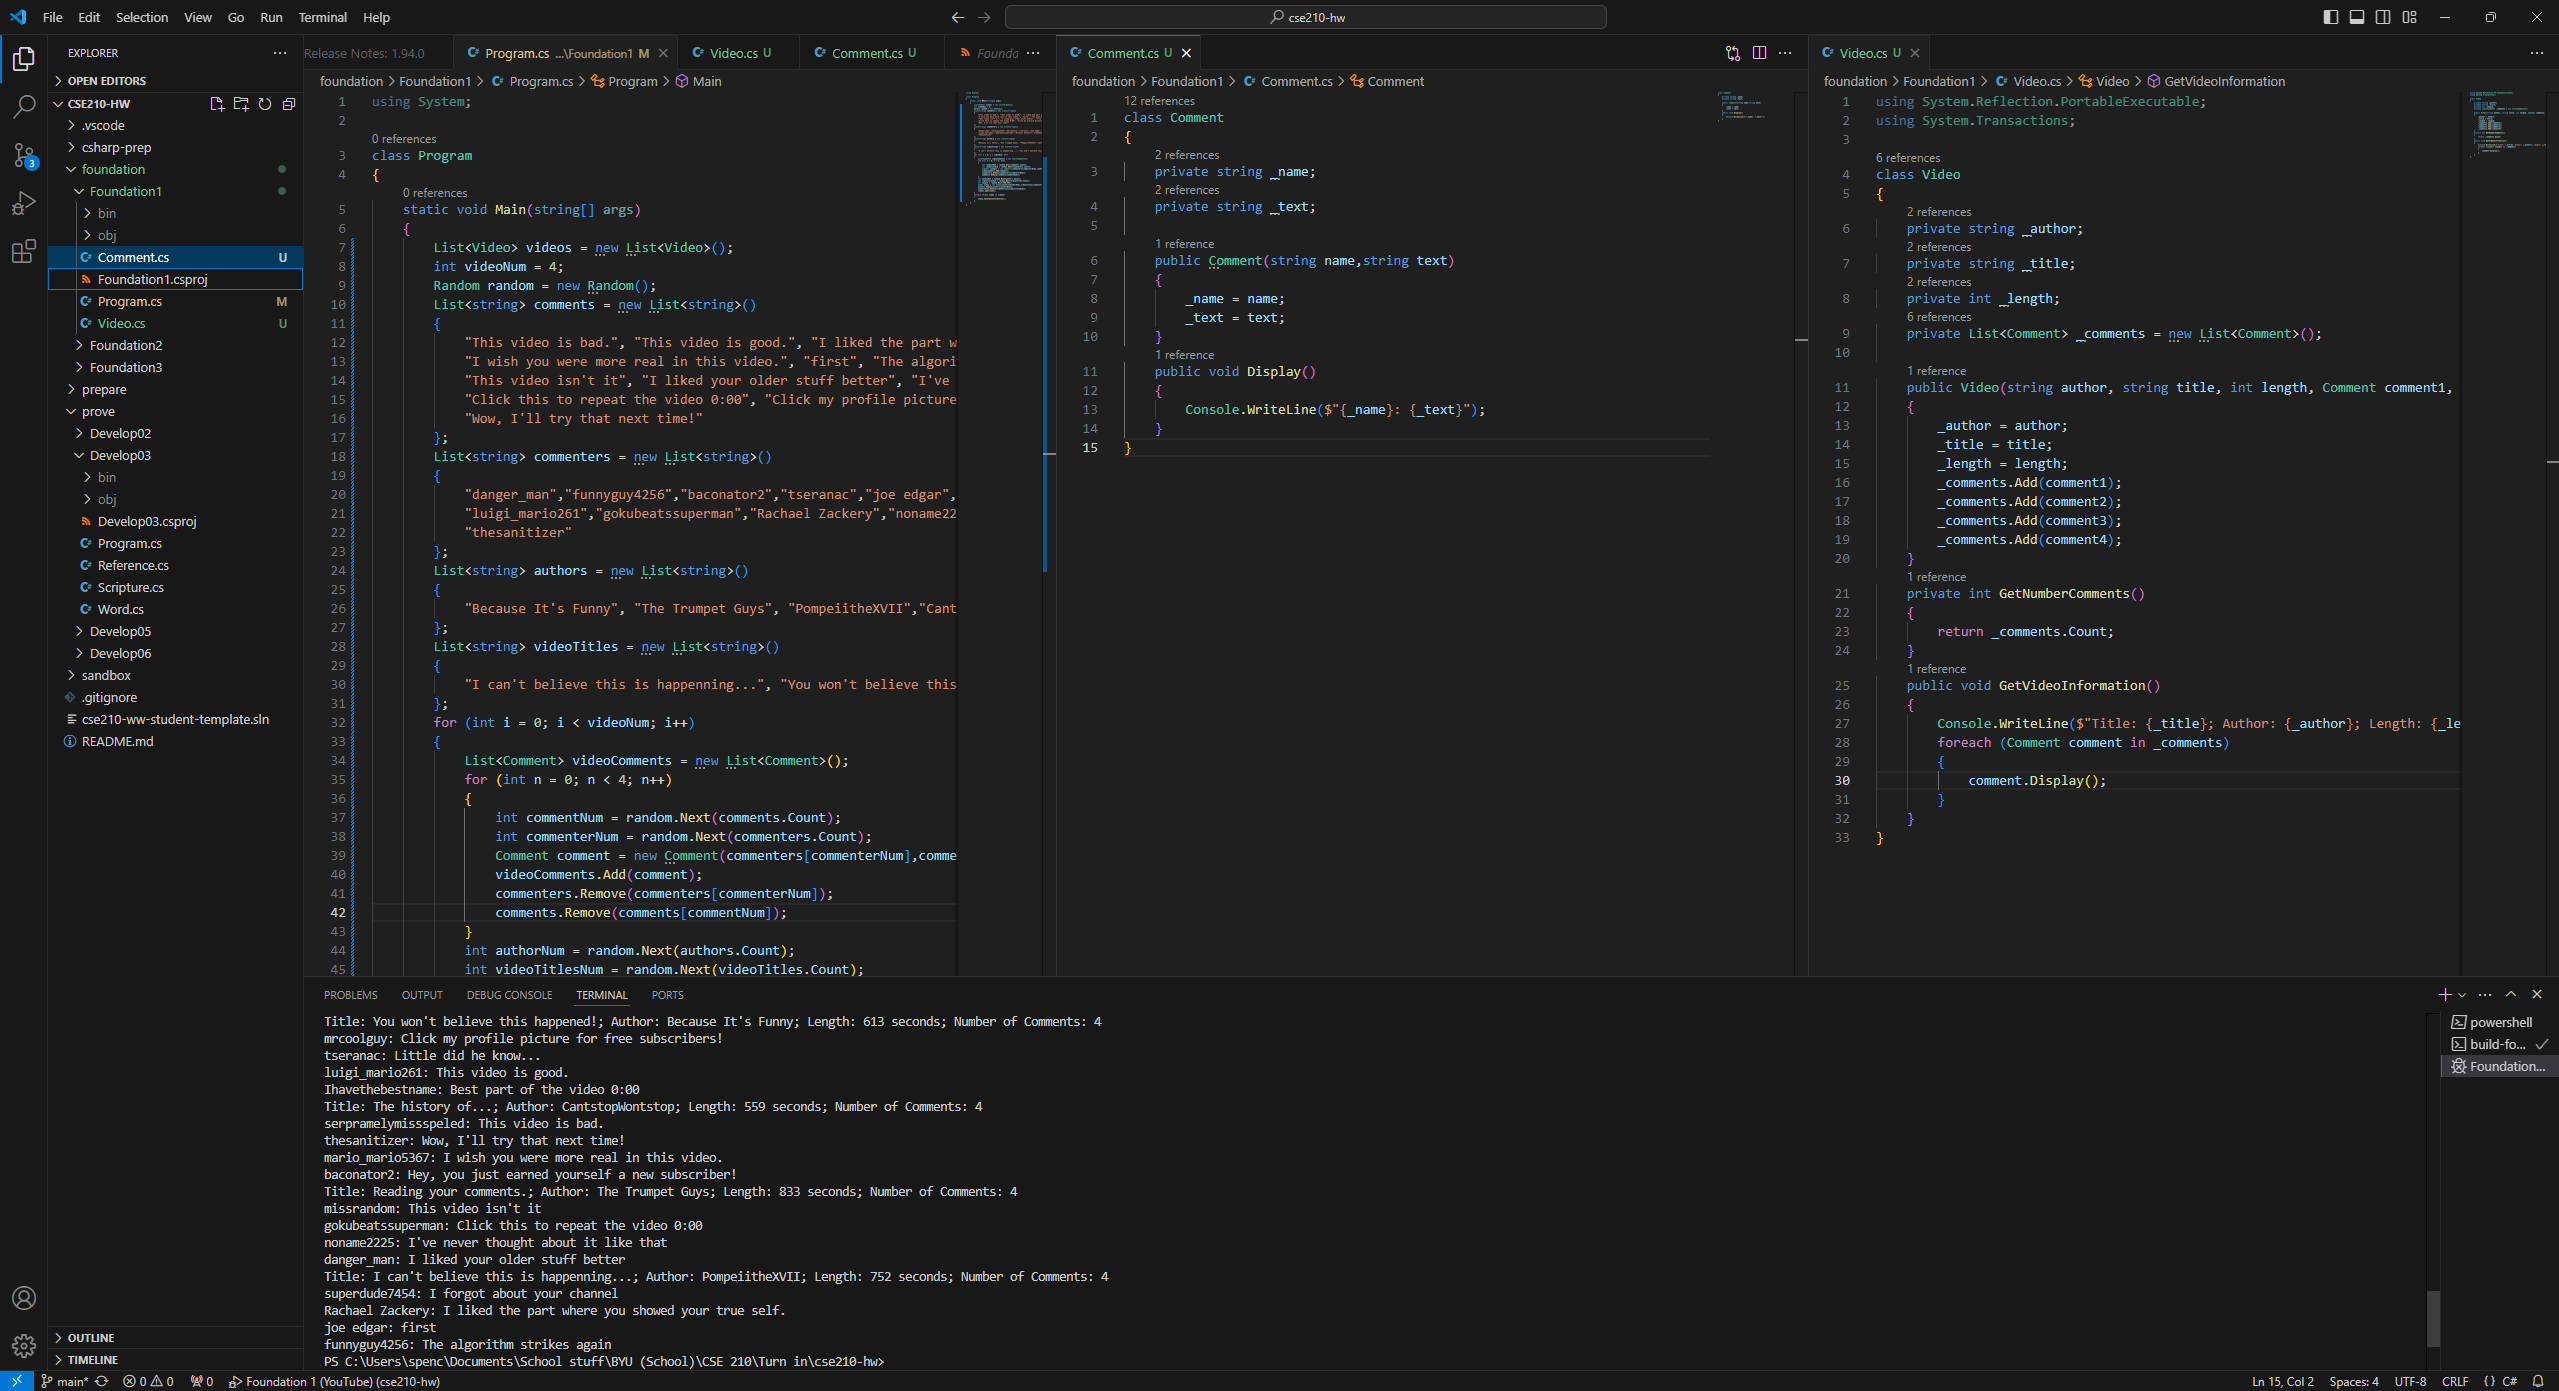 File Edit Selection View Go Run Terminal Help
cse210-hw
EXPLORER
OPEN EDITORS
CSE210-HW
.vscode
csharp-prep
foundation
Foundation1
bin
obj
Comment.cs U
Foundation1.csproj
Program.cs M
Video.cs U
Foundation2
Foundation3
prepare
prove
Develop02
Develop03
bin
obj
Develop03.csproj
Program.cs
Reference.cs
Scripture.cs
Word.cs
Develop05
Develop06
sandbox
.gitignore
cse210-ww-student-template.sln
README.md
OUTLINE
TIMELINE
Release Notes: 1.94.0 Program.cs ...\Foundation1 M Video.cs U Comment.cs U Founda
foundation > Foundation1 > Program.cs > Program > Main
1 using System;
2
0 references
3 class Program
4 {
0 references
5 static void Main(string[] args)
6 {
7 List<Video> videos = new List<Video>();
8 int videoNum = 4;
9 Random random = new Random();
10 List<string> comments = new List<string>()
11 {
12 "This video is bad.", "This video is good.", "I liked the part w
13 "I wish you were more real in this video.", "first", "The algori
14 "This video isn't it", "I liked your older stuff better", "I've
15 "Click this to repeat the video 0:00", "Click my profile picture
16 "Wow, I'll try that next time!"
17 };
18 List<string> commenters = new List<string>()
19 {
20 "danger_man","funnyguy4256","baconator2","tseranac","joe edgar",
21 "luigi_mario261","gokubeatssuperman","Rachael Zackery","noname22
22 "thesanitizer"
23 };
24 List<string> authors = new List<string>()
25 {
26 "Because It's Funny", "The Trumpet Guys", "PompeiitheXVII","Cant
27 };
28 List<string> videoTitles = new List<string>()
29 {
30 "I can't believe this is happenning...", "You won't believe this
31 };
32 for (int i = 0; i < videoNum; i++)
33 {
34 List<Comment> videoComments = new List<Comment>();
35 for (int n = 0; n < 4; n++)
36 {
37 int commentNum = random.Next(comments.Count);
38 int commenterNum = random.Next(commenters.Count);
39 Comment comment = new Comment(commenters[commenterNum],comme
40 videoComments.Add(comment);
41 commenters.Remove(commenters[commenterNum]);
42 comments.Remove(comments[commentNum]);
43 }
44 int authorNum = random.Next(authors.Count);
45 int videoTitlesNum = random.Next(videoTitles.Count);
Comment.cs U
foundation > Foundation1 > Comment.cs > Comment
12 references
1 class Comment
2 {
2 references
3 private string _name;
2 references
4 private string _text;
5
1 reference
6 public Comment(string name,string text)
7 {
8 _name = name;
9 _text = text;
10 }
1 reference
11 public void Display()
12 {
13 Console.WriteLine($"{_name}: {_text}");
14 }
15 }
Video.cs U
foundation > Foundation1 > Video.cs > Video > GetVideoInformation
1 using System.Reflection.PortableExecutable;
2 using System.Transactions;
3
6 references
4 class Video
5 {
2 references
6 private string _author;
2 references
7 private string _title;
2 references
8 private int _length;
6 references
9 private List<Comment> _comments = new List<Comment>();
10
1 reference
11 public Video(string author, string title, int length, Comment comment1,
12 {
13 _author = author;
14 _title = title;
15 _length = length;
16 _comments.Add(comment1);
17 _comments.Add(comment2);
18 _comments.Add(comment3);
19 _comments.Add(comment4);
20 }
1 reference
21 private int GetNumberComments()
22 {
23 return _comments.Count;
24 }
1 reference
25 public void GetVideoInformation()
26 {
27 Console.WriteLine($"Title: {_title}; Author: {_author}; Length: {_le
28 foreach (Comment comment in _comments)
29 {
30 comment.Display();
31 }
32 }
33 }
PROBLEMS OUTPUT DEBUG CONSOLE TERMINAL PORTS
Title: You won't believe this happened!; Author: Because It's Funny; Length: 613 seconds; Number of Comments: 4
mrcoolguy: Click my profile picture for free subscribers!
tseranac: Little did he know...
luigi_mario261: This video is good.
Ihavethebestname: Best part of the video 0:00
Title: The history of...; Author: CantstopWontstop; Length: 559 seconds; Number of Comments: 4
serpramelymissspeled: This video is bad.
thesanitizer: Wow, I'll try that next time!
mario_mario5367: I wish you were more real in this video.
baconator2: Hey, you just earned yourself a new subscriber!
Title: Reading your comments.; Author: The Trumpet Guys; Length: 833 seconds; Number of Comments: 4
missrandom: This video isn't it
gokubeatssuperman: Click this to repeat the video 0:00
noname2225: I've never thought about it like that
danger_man: I liked your older stuff better
Title: I can't believe this is happenning...; Author: PompeiitheXVII; Length: 752 seconds; Number of Comments: 4
superdude7454: I forgot about your channel
Rachael Zackery: I liked the part where you showed your true self.
joe edgar: first
funnyguy4256: The algorithm strikes again
PS C:\Users\spenc\Documents\School stuff\BYU (School)\CSE 210\Turn in\cse210-hw>
powershell
build-fo...
Foundation...
3
main* 0 0 0 Foundation 1 (YouTube) (cse210-hw) Ln 15, Col 2 Spaces: 4 UTF-8 CRLF {} C#